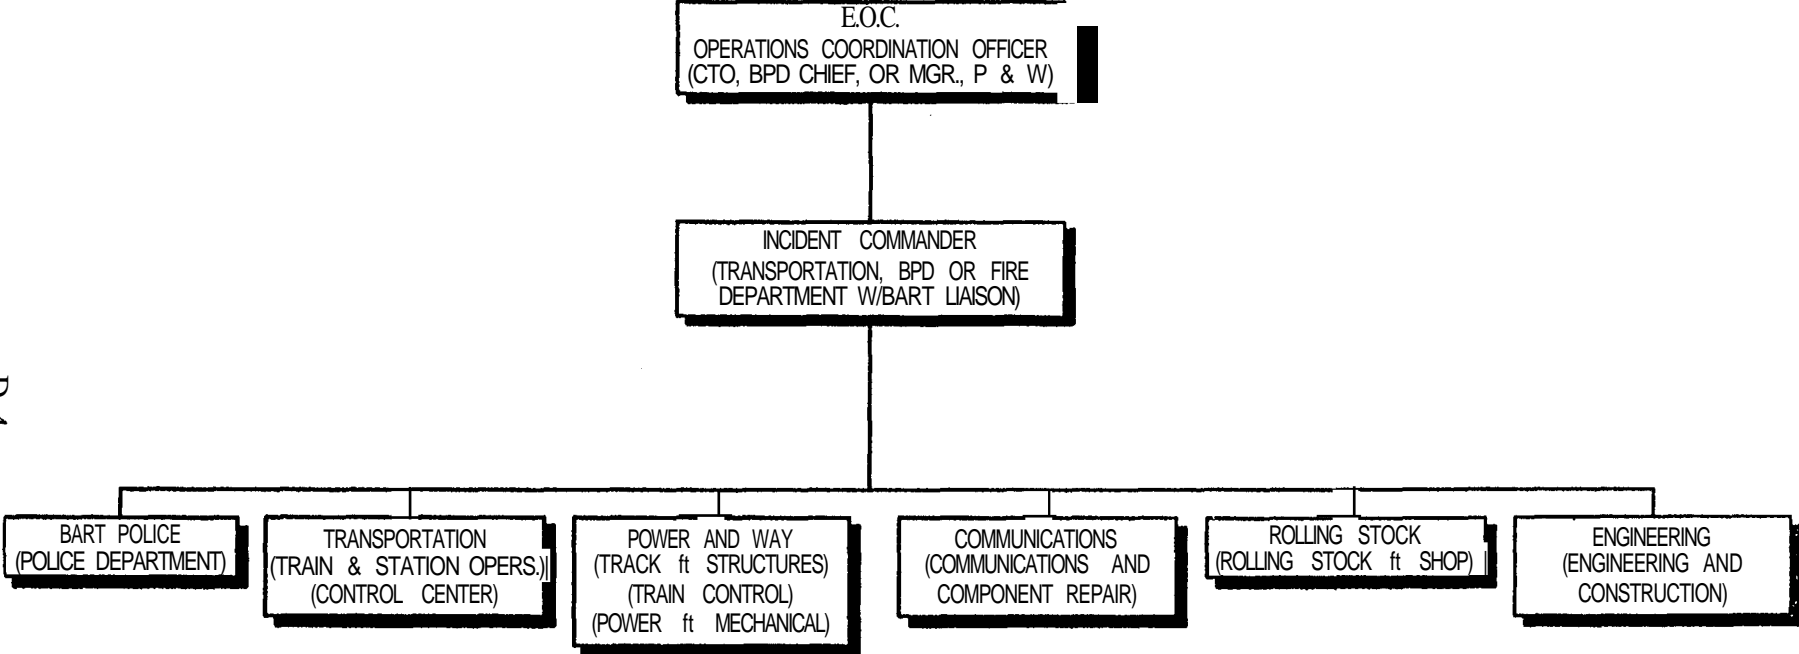 E.O.C.
OPERATIONS COORDINATION OFFICER
(CTO, BPD CHIEF, OR MGR., P & W)
INCIDENT COMMANDER
(TRANSPORTATION, BPD OR FIRE
DEPARTMENT W/BART LIAISON)
BART POLICE
(POLICE DEPARTMENT)
TRANSPORTATION
(TRAIN & STATION OPERS.)
(CONTROL CENTER)
POWER AND WAY
(TRACK ft STRUCTURES)
(TRAIN CONTROL)
(POWER ft MECHANICAL)
COMMUNICATIONS
(COMMUNICATIONS AND
COMPONENT REPAIR)
ROLLING STOCK
(ROLLING STOCK ft SHOP)
ENGINEERING
(ENGINEERING AND
CONSTRUCTION)